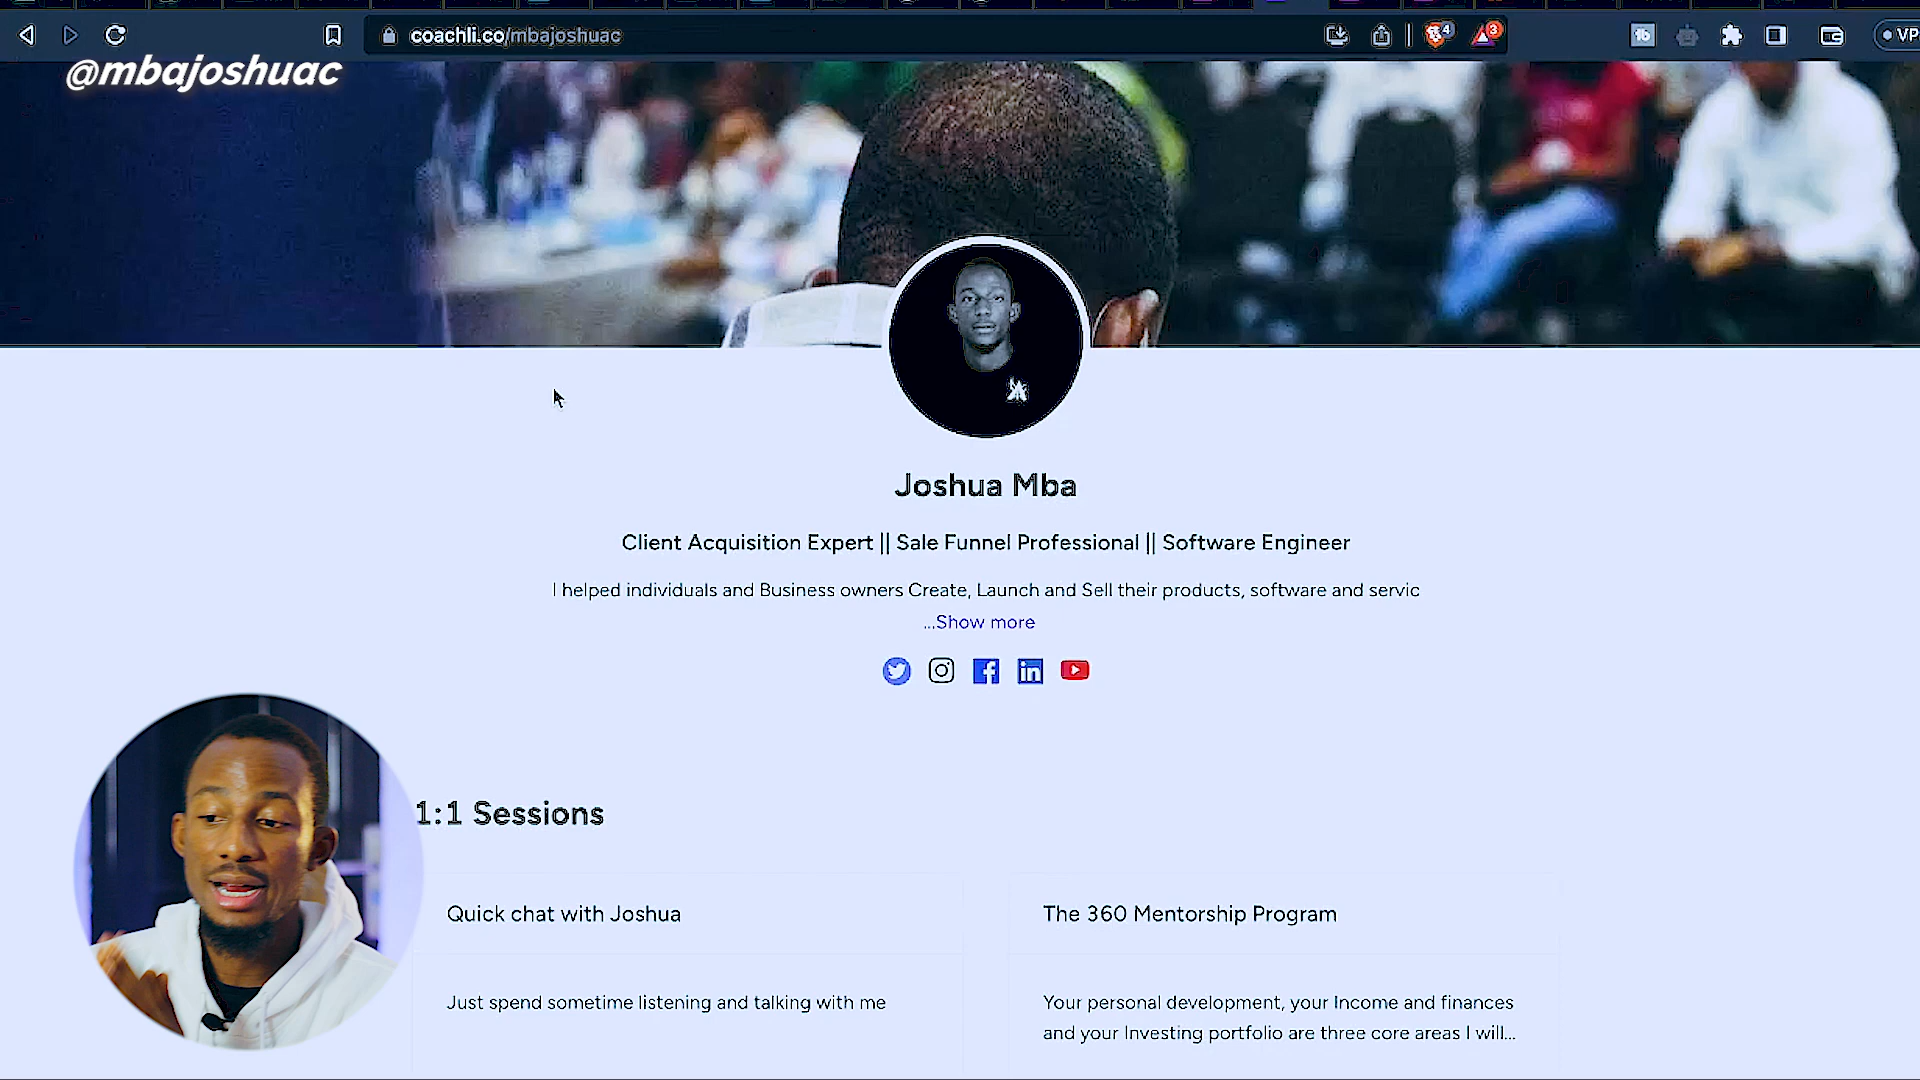 coachli.co/mbajoshuac
4
3
VP
@mbajoshuac
Joshua Mba
Client Acquisition Expert || Sale Funnel Professional || Software Engineer
I helped individuals and Business owners Create, Launch and Sell their products, software and servic
...Show more
1:1 Sessions
Quick chat with Joshua
The 360 Mentorship Program
Just spend sometime listening and talking with me
Your personal development, your Income and finances
and your Investing portfolio are three core areas I will...